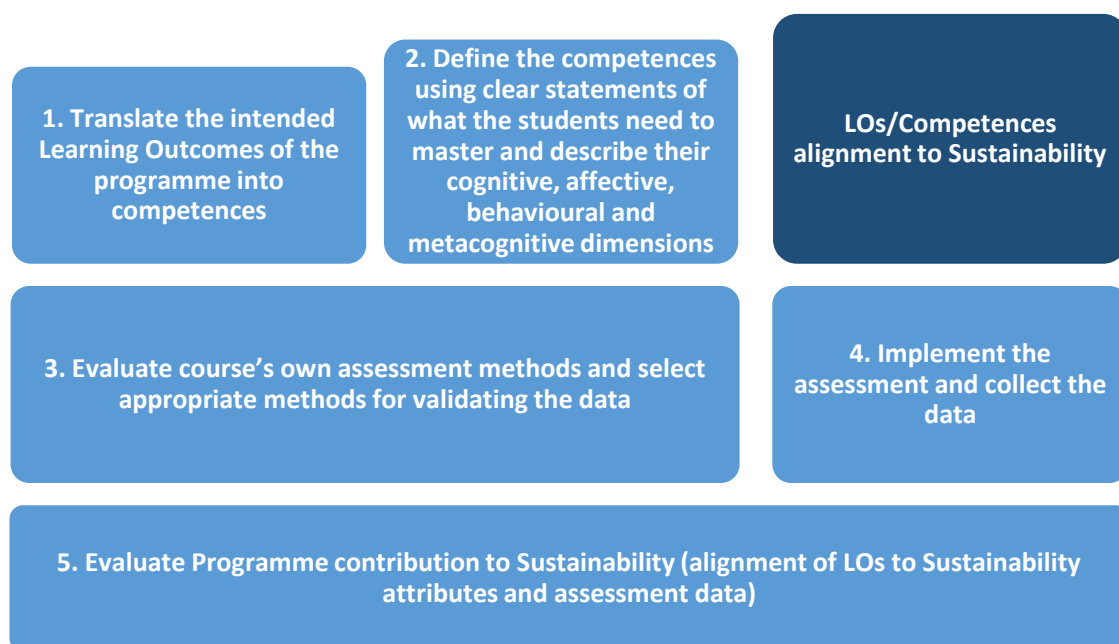 1. Translate the intended
Learning Outcomes of the
programme into
competences
2. Define the competences
using clear statements of
what the students need to
master and describe their
cognitive, affective,
behavioural and
metacognitive dimensions
LOs/Competences
alignment to Sustainability
3. Evaluate course’s own assessment methods and select
appropriate methods for validating the data
4. Implement the
assessment and collect the
data
5. Evaluate Programme contribution to Sustainability (alignment of LOs to Sustainability
attributes and assessment data)